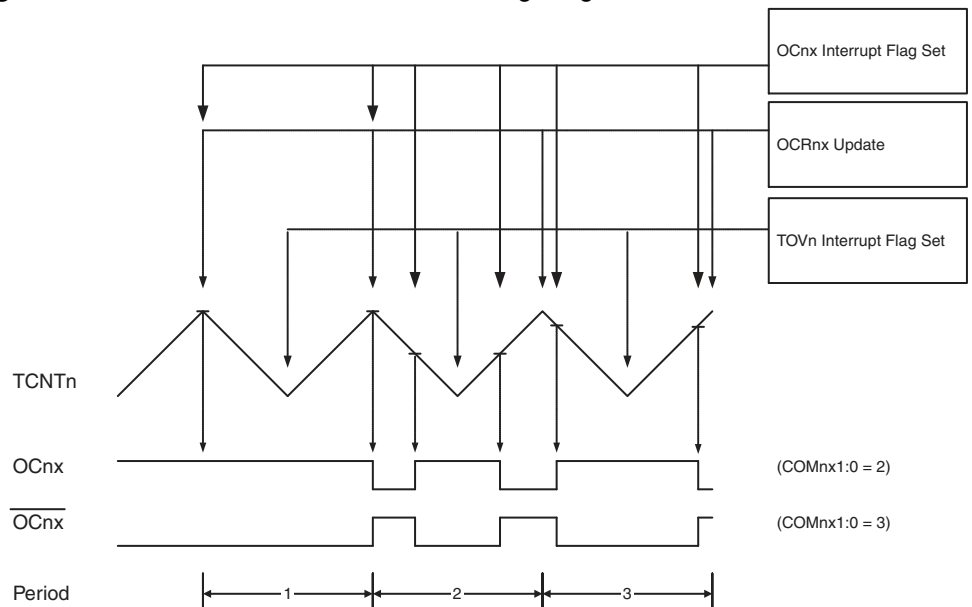 OCnx Interrupt Flag Set
OCRnx Update
TOVn Interrupt Flag Set
TCNTn
OCnx
(COMnx1:0 = 2)
OCnx
(COMnx1:0 = 3)
Period
1
2
3